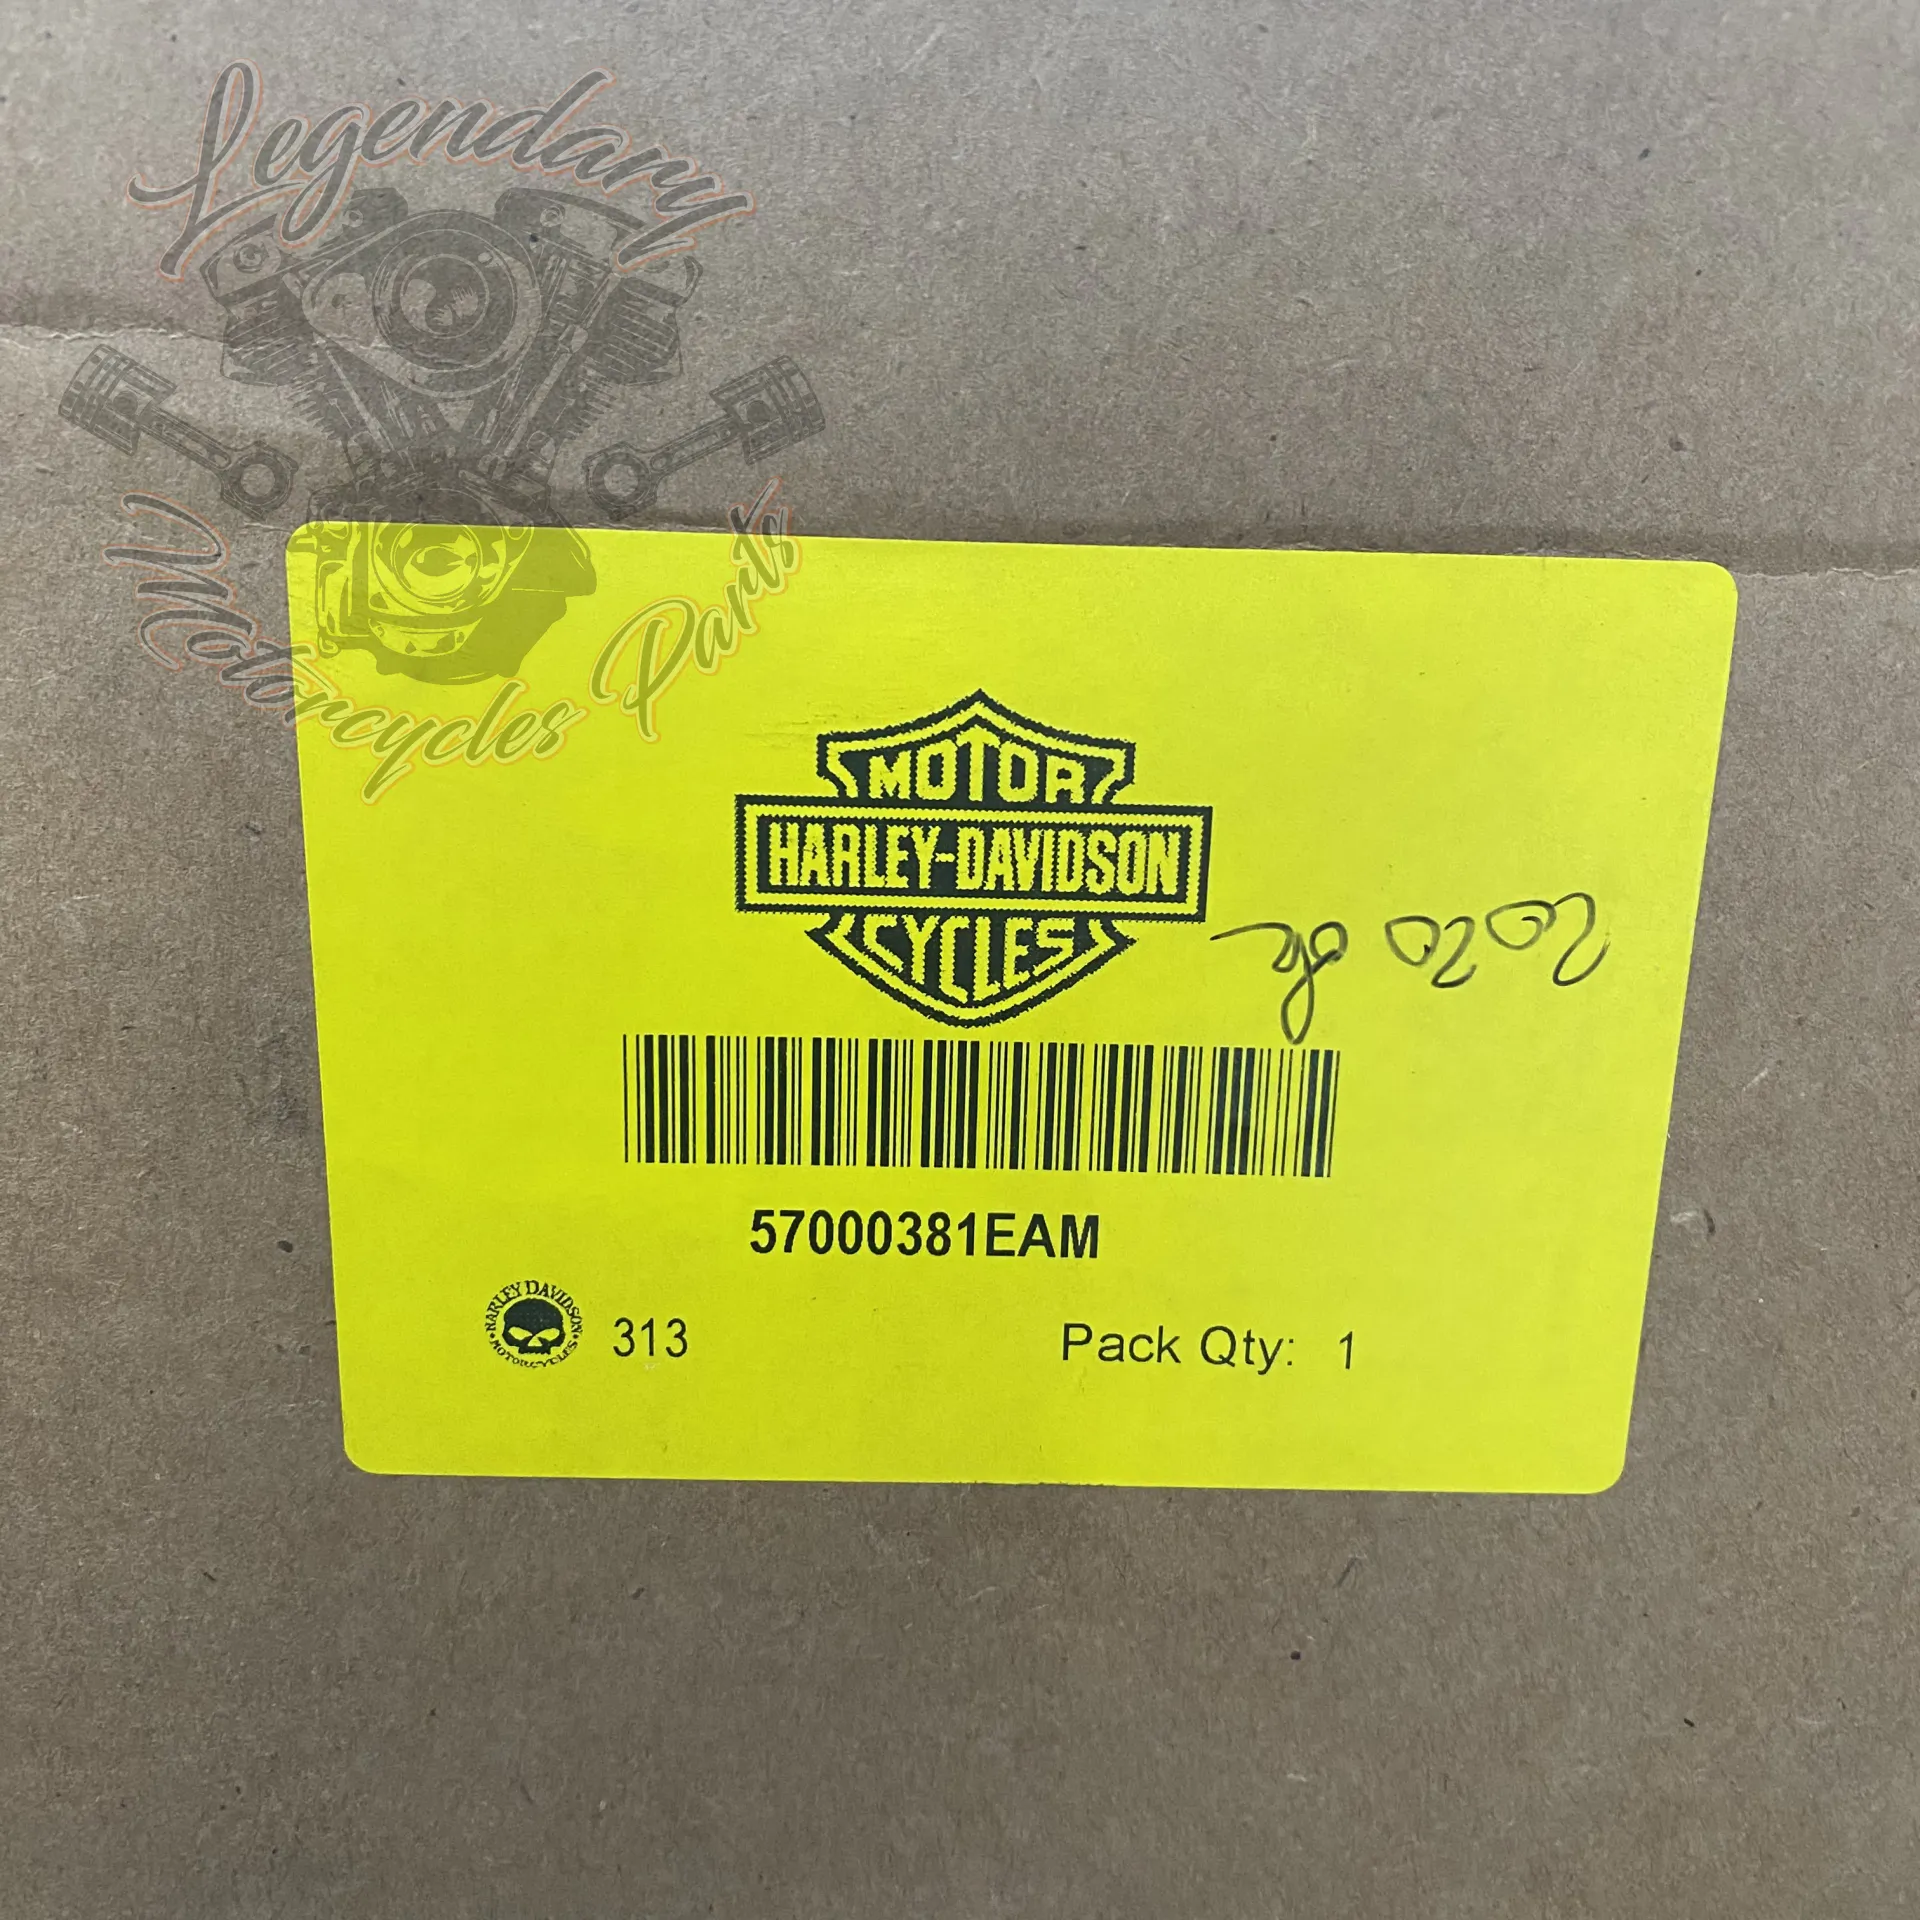 Legendary
Motorcycles Parts
MOTOR
HARLEY-DAVIDSON
CYCLES
57000381EAM
HARLEY DAVIDSON
MOTORCYCLES
313
Pack Qty: 1